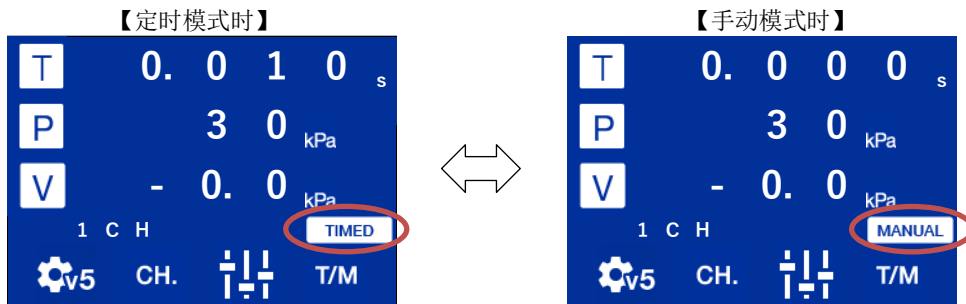 【定时模式时】
T 0. 0 1 0 s
P 3 0 kPa
V - 0. 0 kPa
1 C H TIMED
v5 CH. T/M
【手动模式时】
T 0. 0 0 0 s
P 3 0 kPa
V - 0. 0 kPa
1 C H MANUAL
v5 CH. T/M